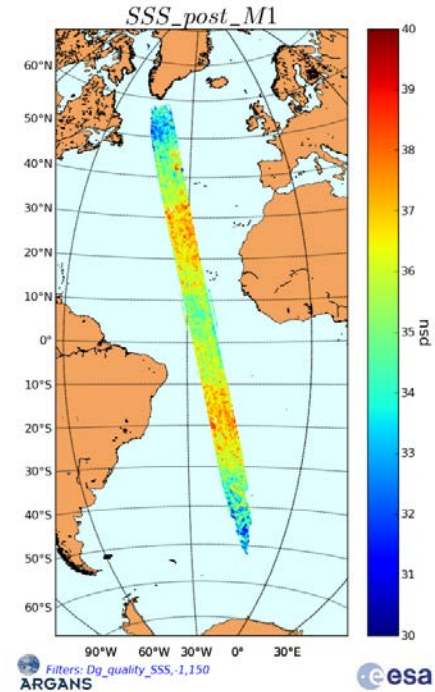 SSS_post_M1
60°N
50°N
40°N
30°N
20°N
10°N
0°
10°S
20°S
30°S
40°S
50°S
60°S
90°W 60°W 30°W 0° 30°E
40
39
38
37
36
35
34
33
32
31
30
psu
Filters: Dg_quality_SSS,-1,150
ARGANS
esa